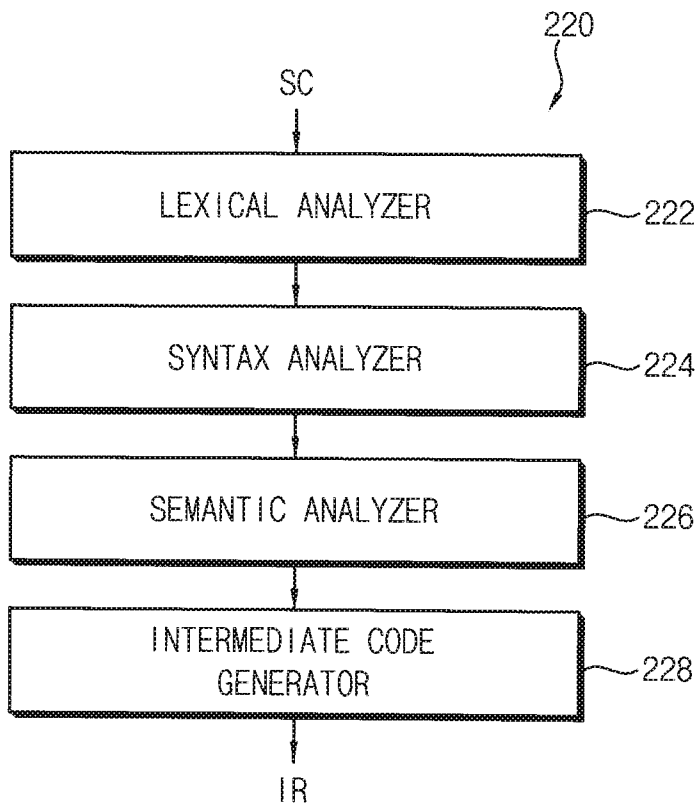 220
SC
LEXICAL ANALYZER
222
SYNTAX ANALYZER
224
SEMANTIC ANALYZER
226
INTERMEDIATE CODE
GENERATOR
228
IR